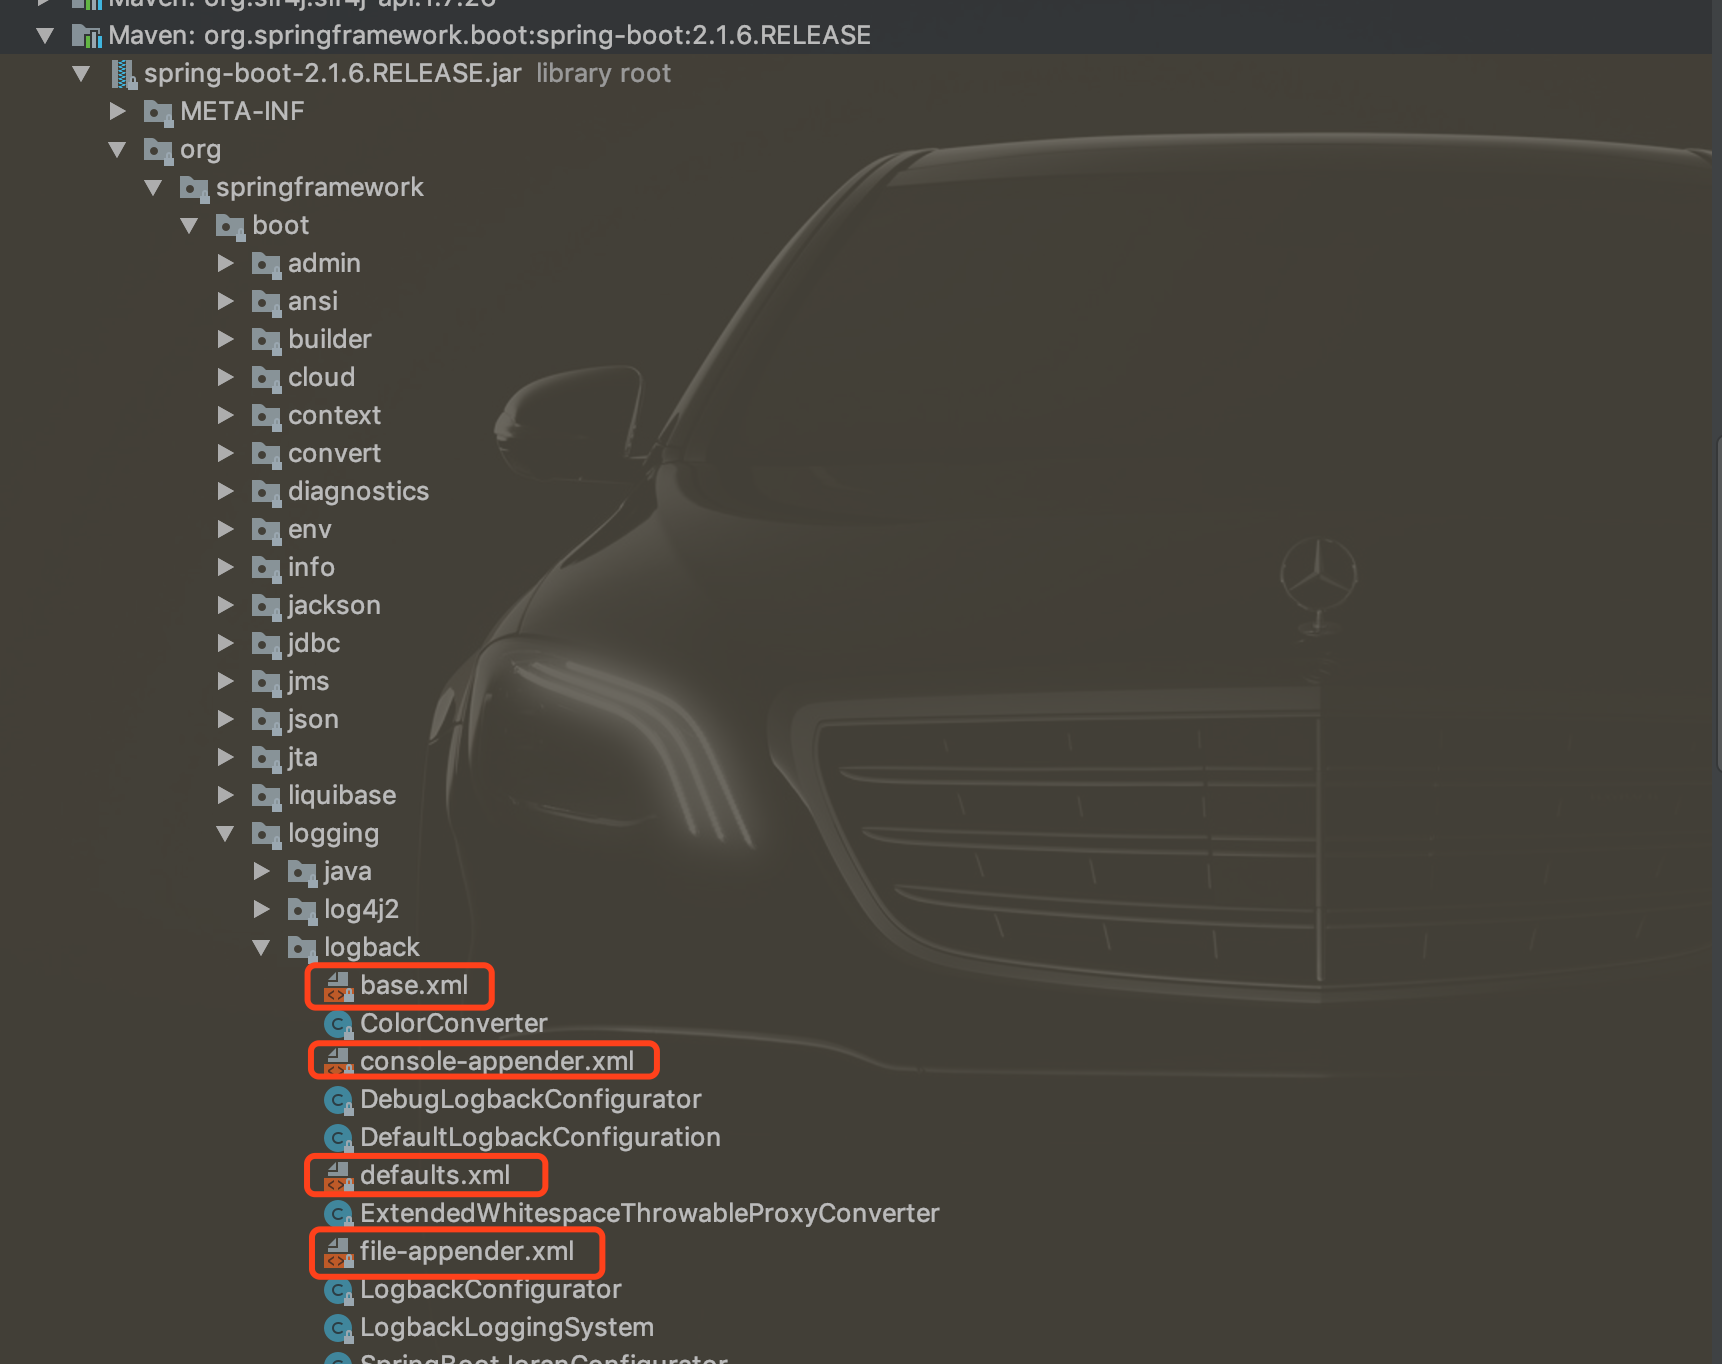 Maven: org.slf4j:slf4j-api:1.7.26
Maven: org.springframework.boot:spring-boot:2.1.6.RELEASE
spring-boot-2.1.6.RELEASE.jar library root
META-INF
org
springframework
boot
admin
ansi
builder
cloud
context
convert
diagnostics
env
info
jackson
jdbc
jms
json
jta
liquibase
logging
java
log4j2
logback
base.xml
ColorConverter
console-appender.xml
DebugLogbackConfigurator
DefaultLogbackConfiguration
defaults.xml
ExtendedWhitespaceThrowableProxyConverter
file-appender.xml
LogbackConfigurator
LogbackLoggingSystem
SpringBootJoranConfigurator